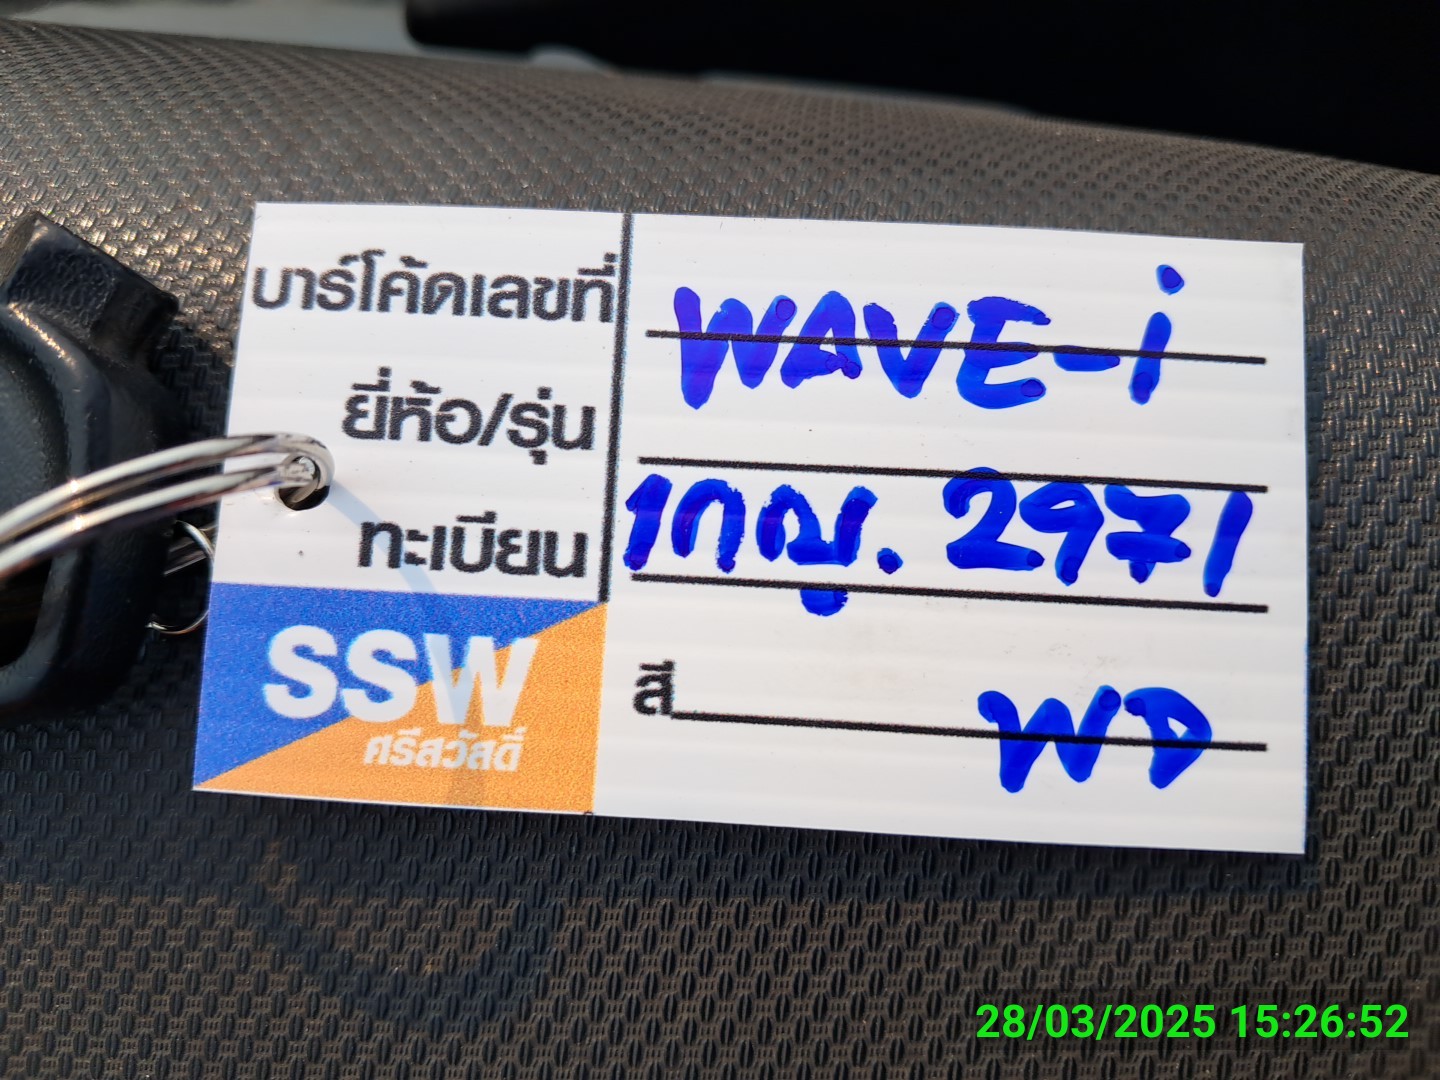 บาร์โค้ดเลขที่ WAVE-i
ยี่ห้อ/รุ่น
ทะเบียน 1กญ. 2971
สี WD
SSW
ศรีสวัสดิ์
28/03/2025 15:26:52